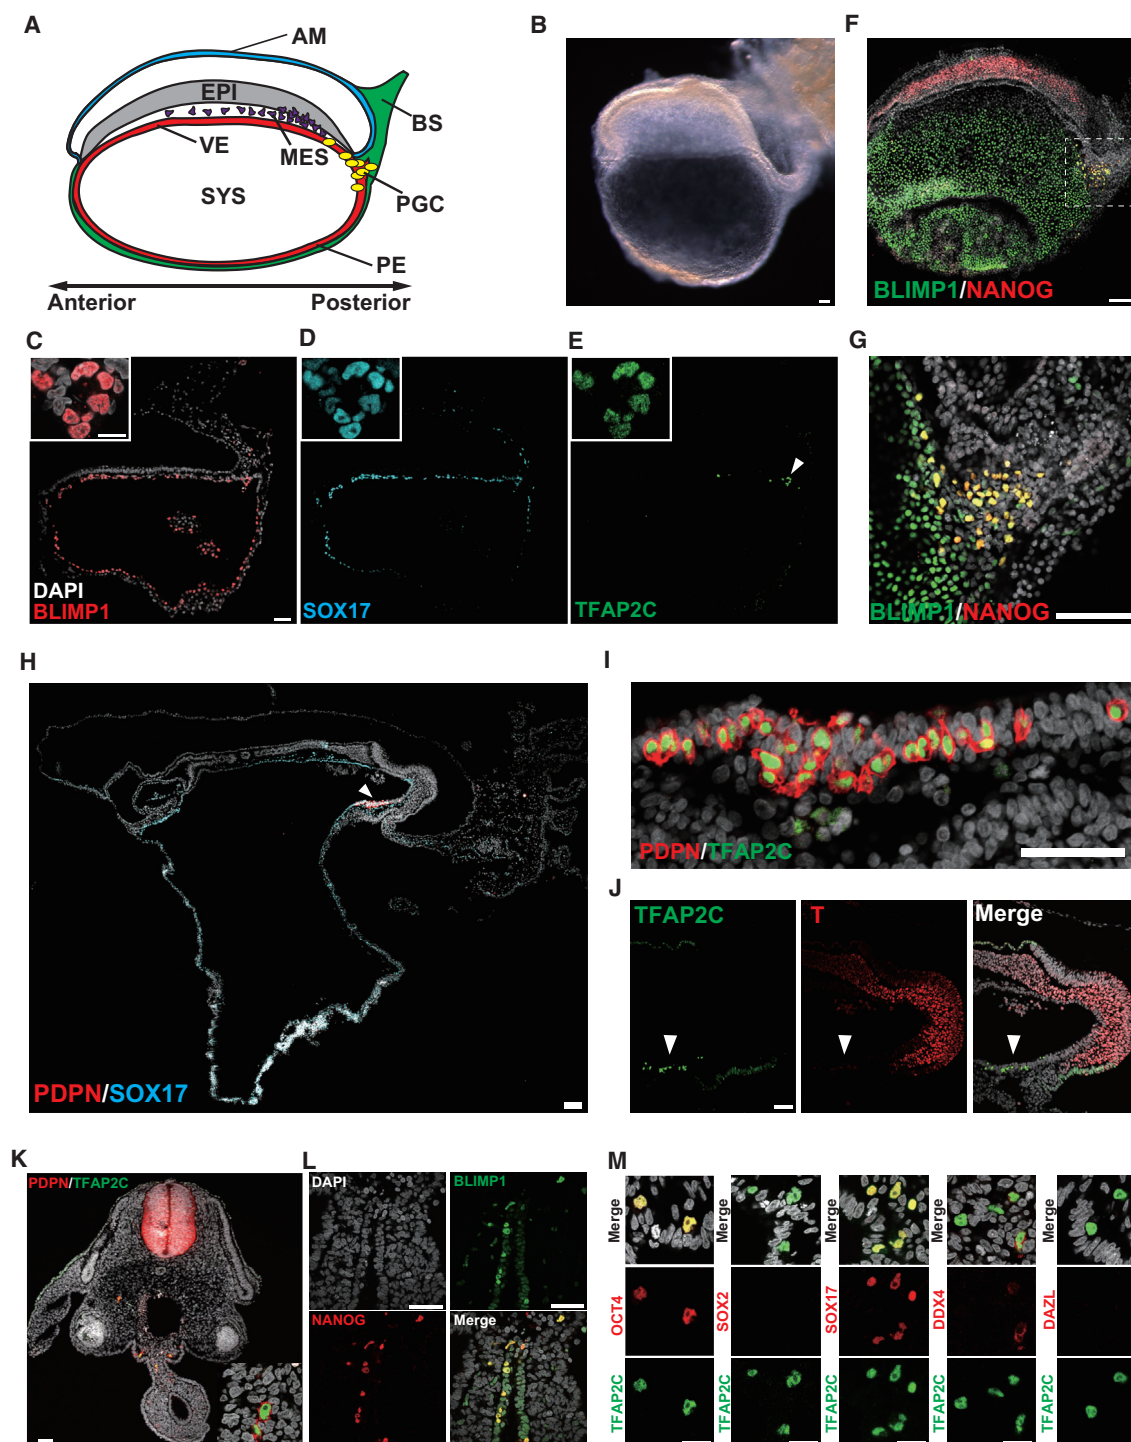 A
AM
EPI
BS
VE
MES
SYS
PGC
PE
Anterior
Posterior
B
F
BLIMP1/NANOG
C
DAPI
BLIMP1
D
SOX17
E
TFAP2C
G
BLIMP1/NANOG
H
PDPN/SOX17
I
PDPN/TFAP2C
J
TFAP2C
T
Merge
K
PDPN/TFAP2C
L
DAPI
BLIMP1
NANOG
Merge
M
Merge
Merge
Merge
Merge
Merge
OCT4
SOX2
SOX17
DDX4
DAZL
TFAP2C
TFAP2C
TFAP2C
TFAP2C
TFAP2C